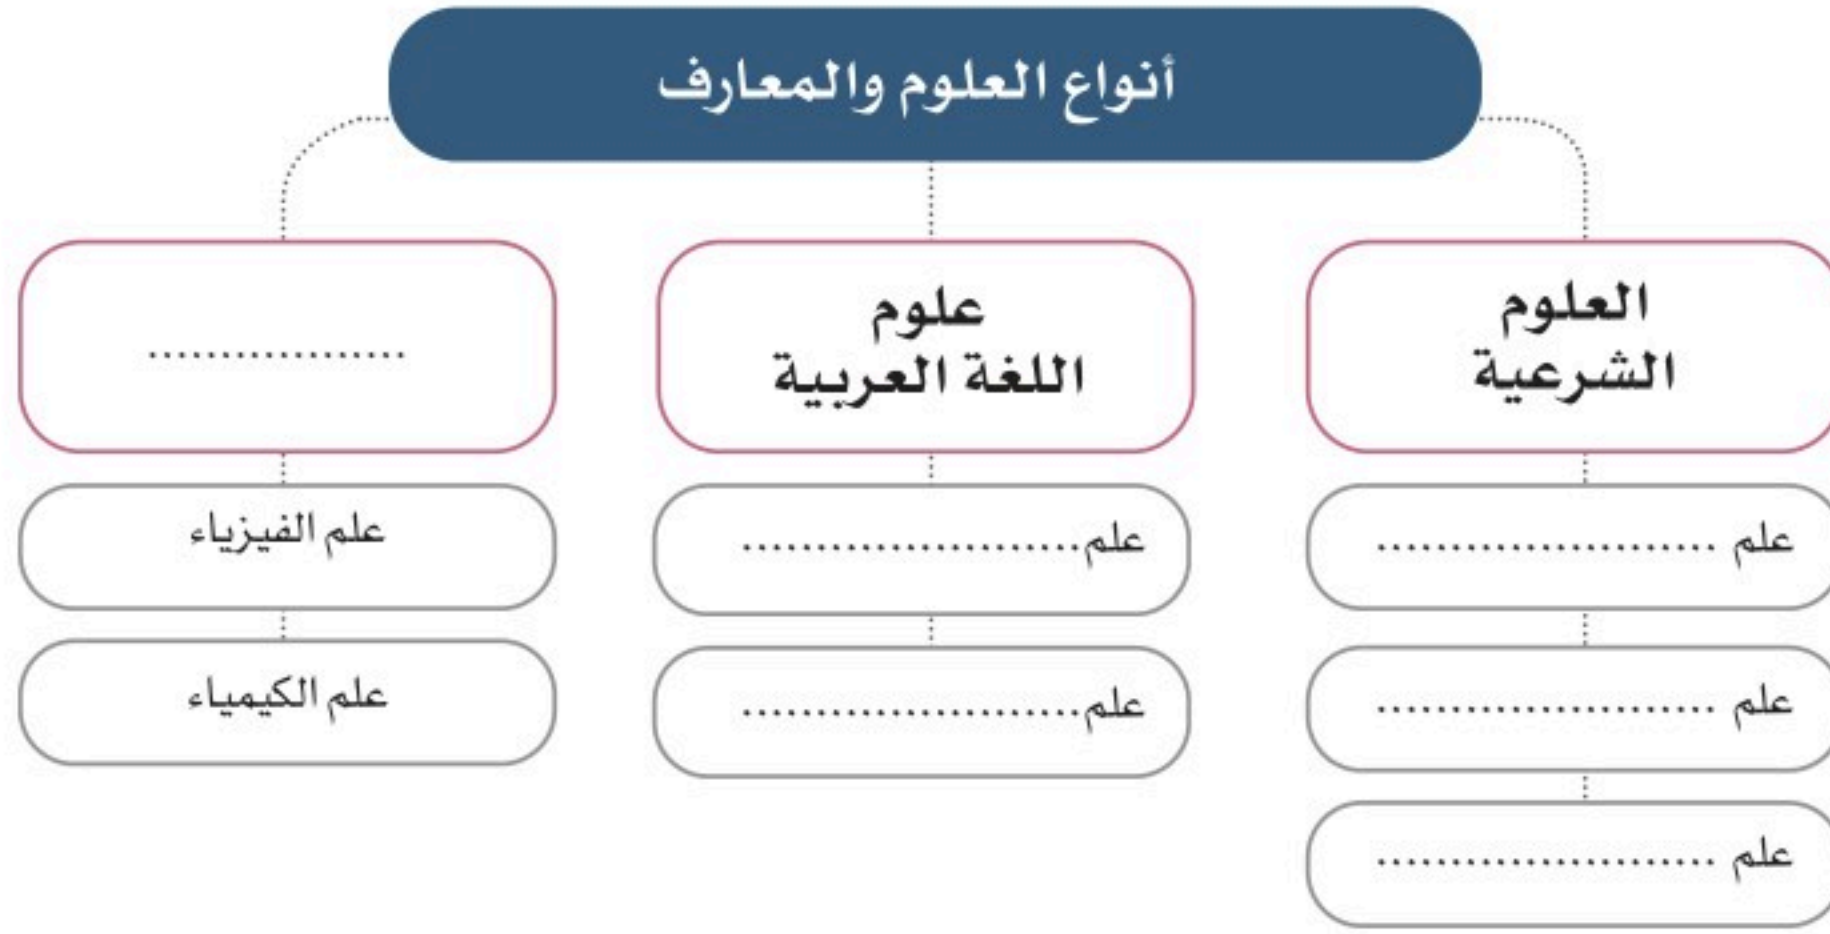 أنواع العلوم والمعارف
العلوم
الشرعية
علم .......................
علم .......................
علم .......................
علوم
اللغة العربية
علم.......................
علم.......................
..................
علم الفيزياء
علم الكيمياء